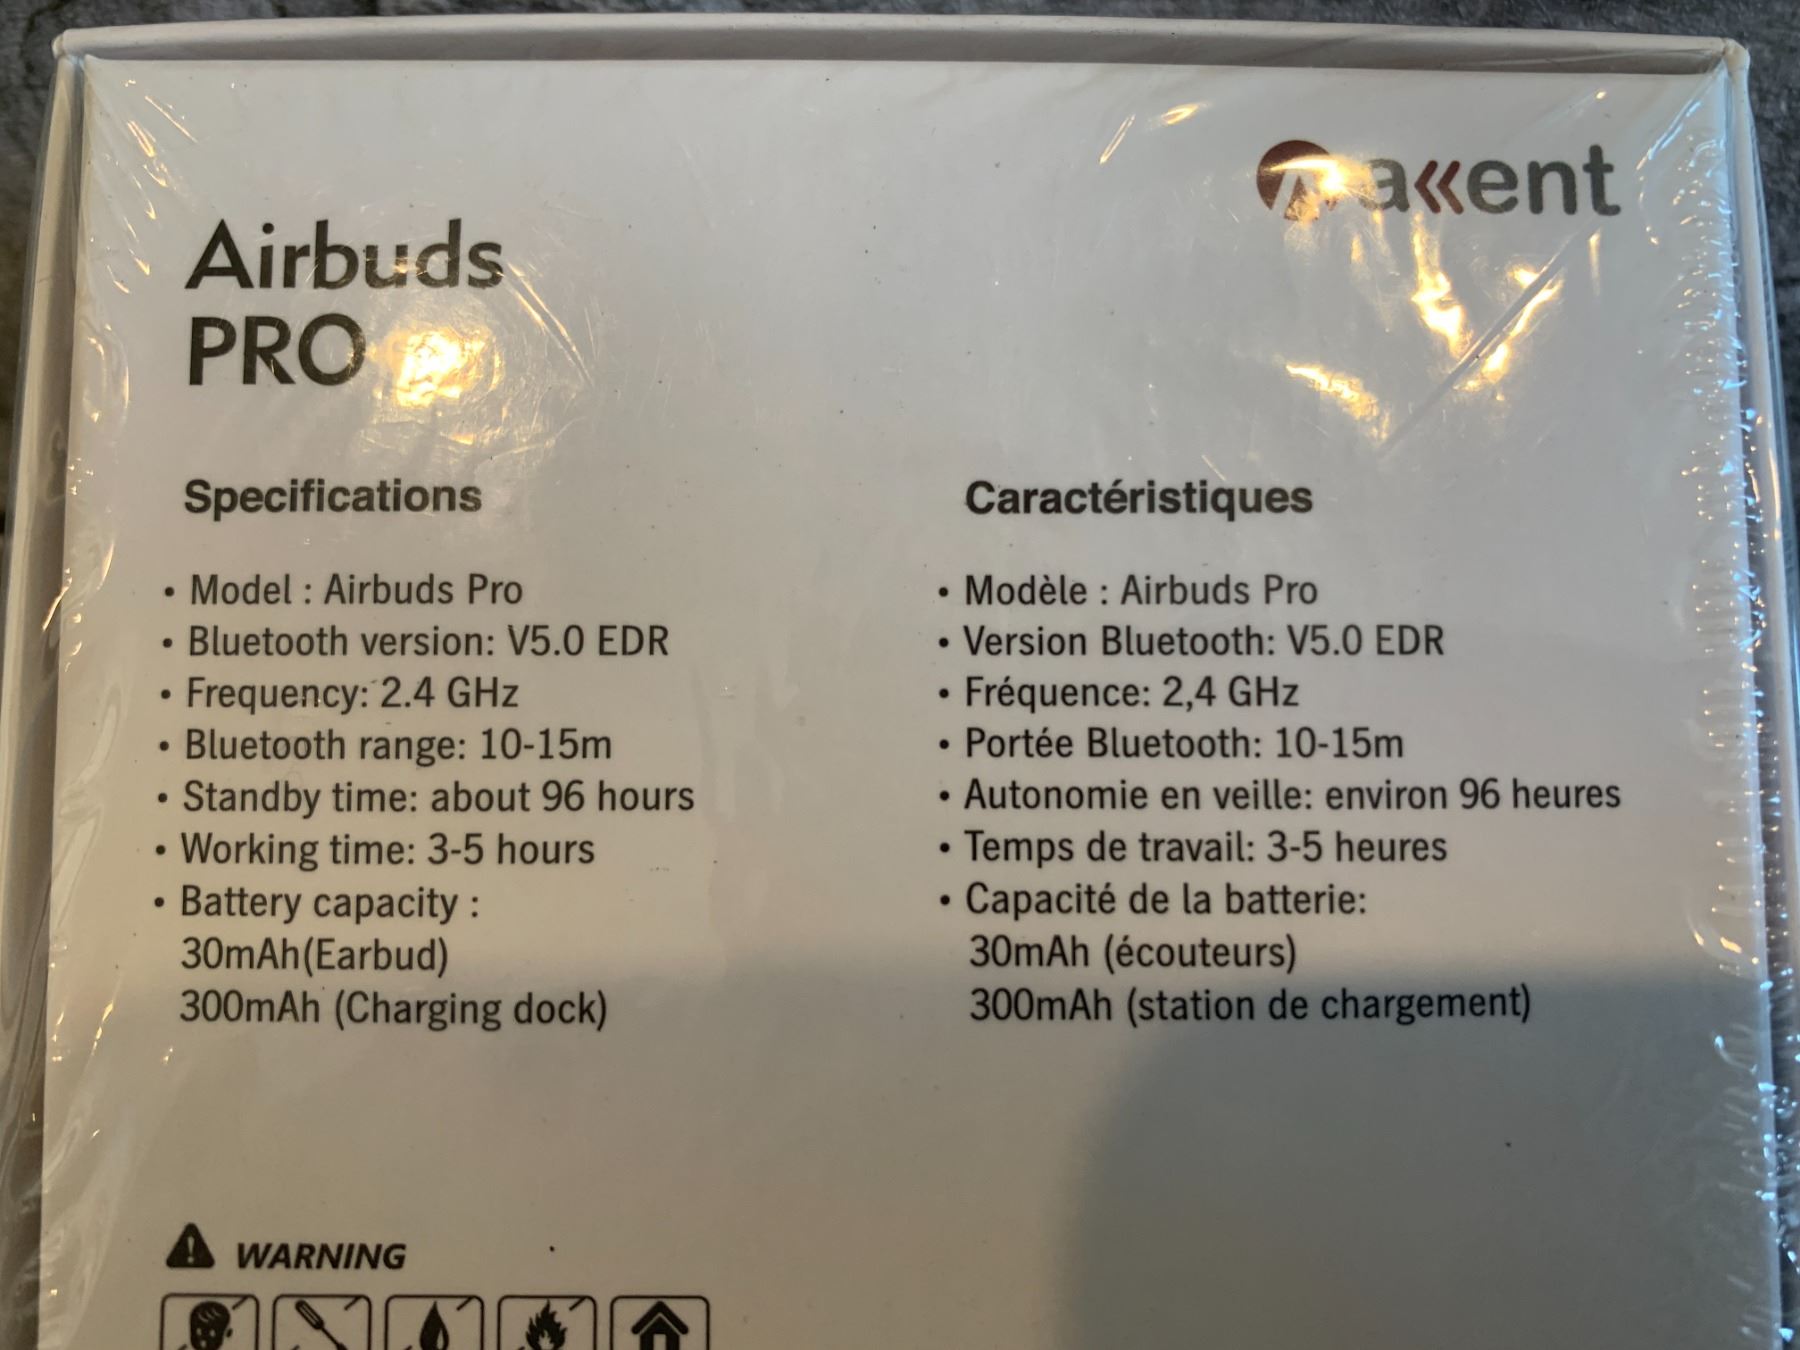 a««ent
Airbuds
PRO
Specifications
• Model : Airbuds Pro
• Bluetooth version: V5.0 EDR
• Frequency: 2.4 GHz
• Bluetooth range: 10-15m
• Standby time: about 96 hours
• Working time: 3-5 hours
• Battery capacity :
30mAh(Earbud)
300mAh (Charging dock)
Caractéristiques
• Modèle : Airbuds Pro
• Version Bluetooth: V5.0 EDR
• Fréquence: 2,4 GHz
• Portée Bluetooth: 10-15m
• Autonomie en veille: environ 96 heures
• Temps de travail: 3-5 heures
• Capacité de la batterie:
30mAh (écouteurs)
300mAh (station de chargement)
WARNING